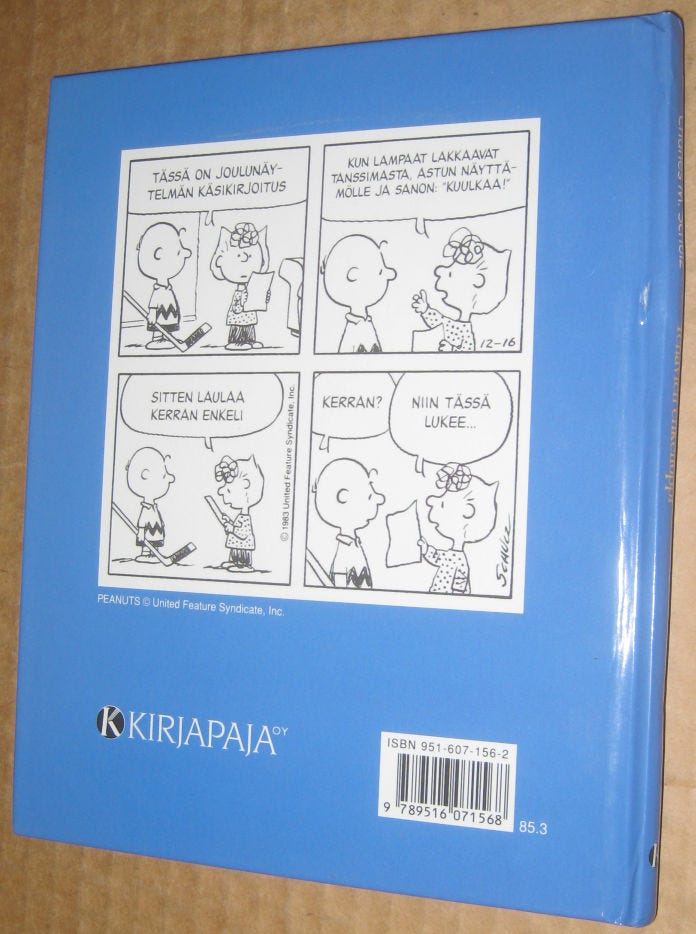 TÄSSÄ ON JOULUNÄY-
TELMÄN KÄSIKIRJOITUS
KUN LAMPAAT LAKKAAVAT
TANSSIMASTA, ASTUN NÄYTTÄ-
MÖLLE JA SANON: "KUULKAA!"
12-16
SITTEN LAULAA
KERRAN ENKELI
© 1983 United Feature Syndicate, Inc.
KERRAN?
NIIN TÄSSÄ
LUKEE...
SCHULZ
PEANUTS © United Feature Syndicate, Inc.
K KIRJAPAJA OY
ISBN 951-607-156-2
9 789516 071568
85.3
Charles M. Schulz